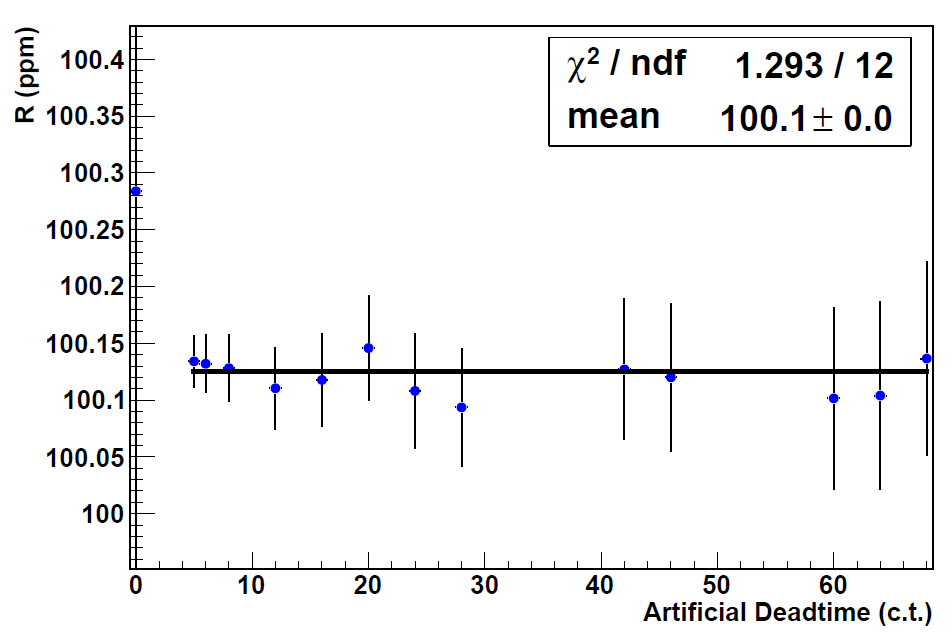 R (ppm)
100.4
100.35
100.3
100.25
100.2
100.15
100.1
100.05
100
χ² / ndf 1.293 / 12
mean 100.1 ± 0.0
0 10 20 30 40 50 60
Artificial Deadtime (c.t.)